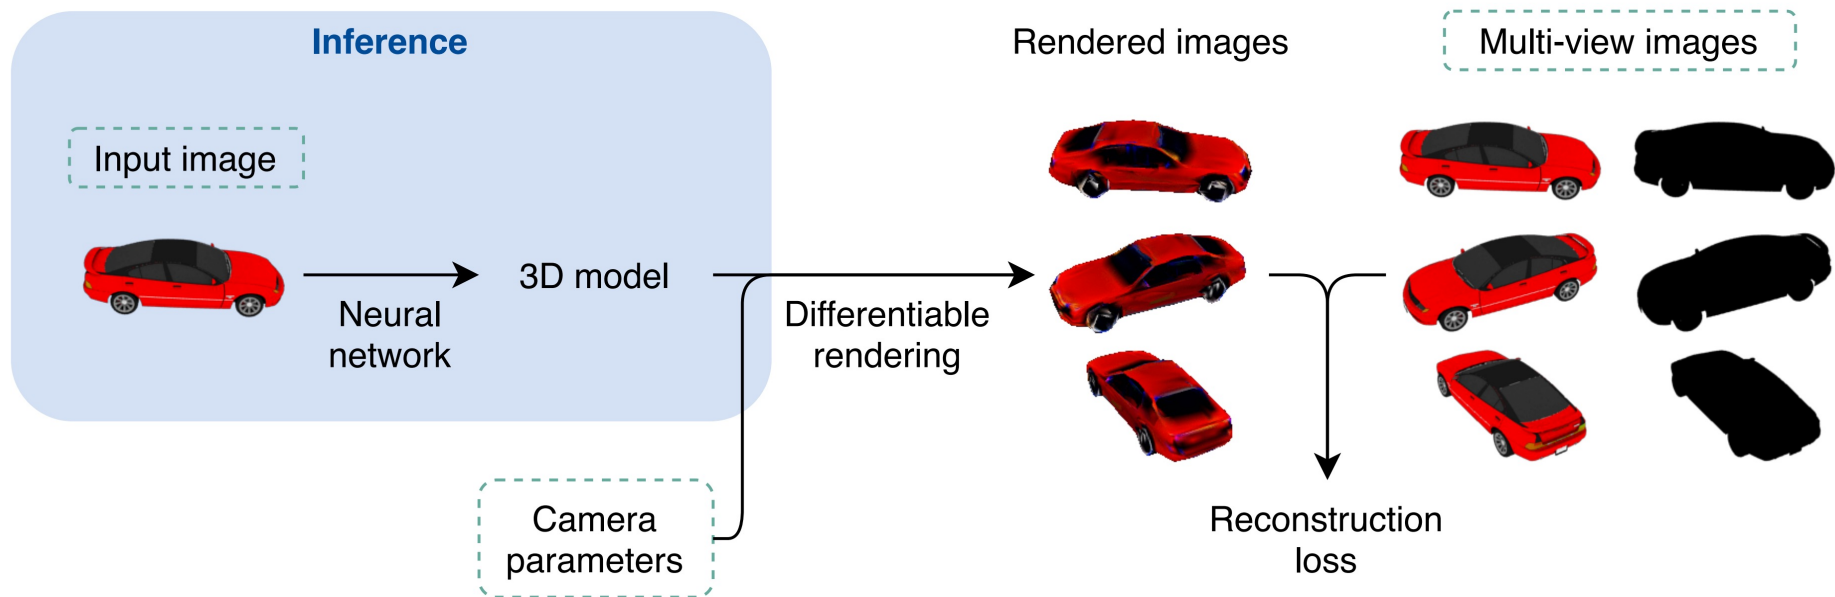 Inference
Rendered images
Multi-view images
Input image
3D model
Neural
network
Differentiable
rendering
Camera
parameters
Reconstruction
loss